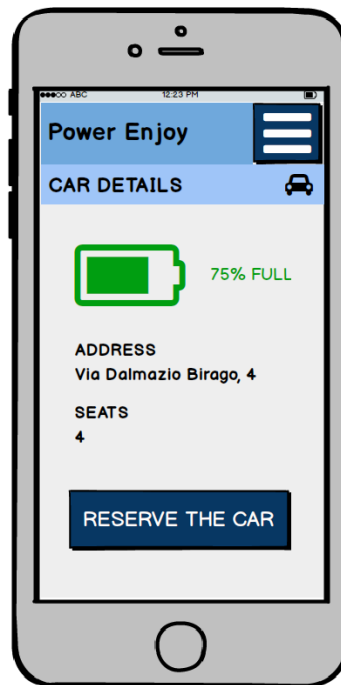 ●●●○○ ABC 12:23 PM
Power Enjoy
CAR DETAILS
75% FULL
ADDRESS
Via Dalmazio Birago, 4
SEATS
4
RESERVE THE CAR